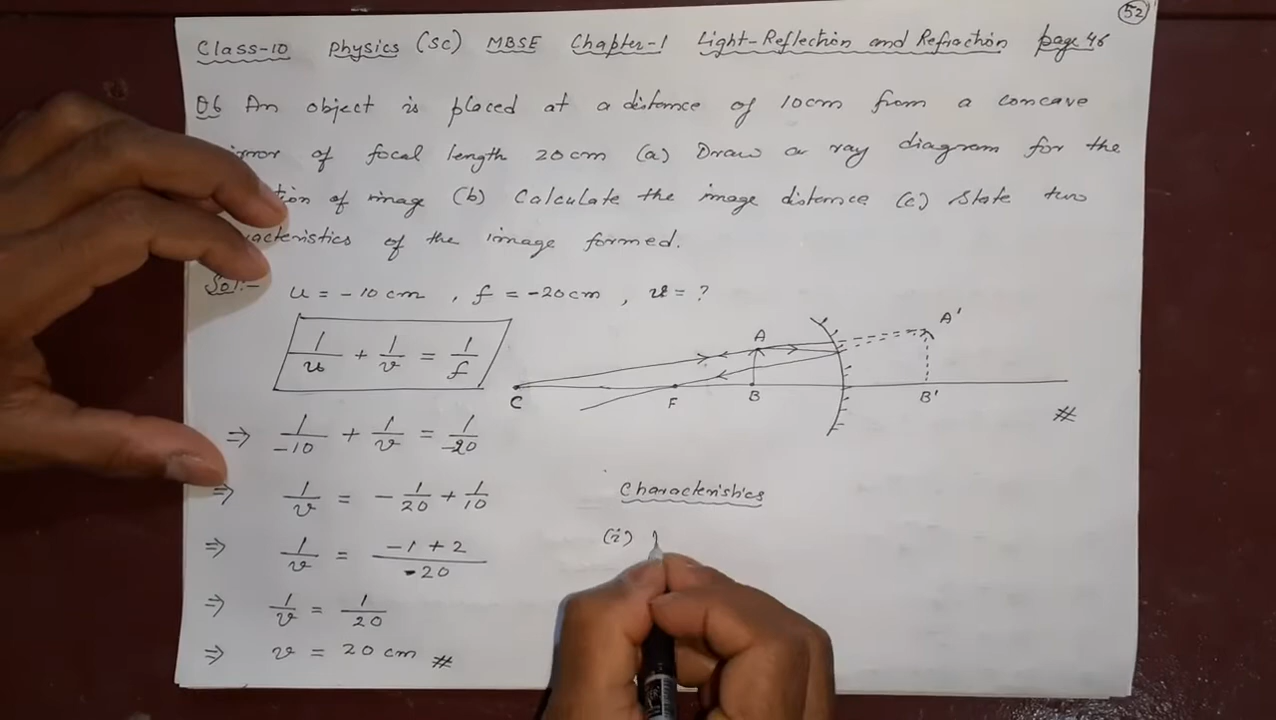 52
Class-10 Physics (SC) MBSE Chapter-1 Light-Reflection and Refraction page 46
Q6 An object is placed at a distance of 10cm from a concave
of focal length 20cm (a) Draw a ray diagram for the
of image (b) Calculate the image distance (c) State two
of the image formed.
Sol:-
u = -10 cm , f = -20 cm , v = ?
1/u + 1/v = 1/f
⇒ 1/-10 + 1/v = 1/-20
⇒ 1/v = - 1/20 + 1/10
⇒ 1/v = -1 + 2/-20
⇒ 1/v = 1/20
⇒ v = 20 cm #
A A'
C F B B'
#
Characteristics
(i)